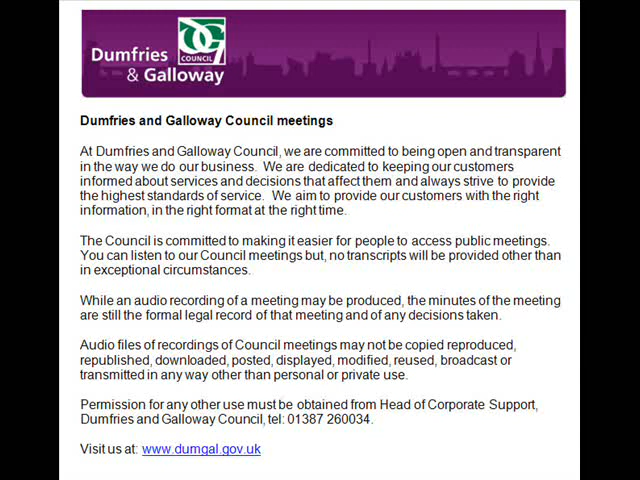 Dumfries
& Galloway
COUNCIL
Dumfries and Galloway Council meetings
At Dumfries and Galloway Council, we are committed to being open and transparent
in the way we do our business. We are dedicated to keeping our customers
informed about services and decisions that affect them and always strive to provide
the highest standards of service. We aim to provide our customers with the right
information, in the right format at the right time.
The Council is committed to making it easier for people to access public meetings.
You can listen to our Council meetings but, no transcripts will be provided other than
in exceptional circumstances.
While an audio recording of a meeting may be produced, the minutes of the meeting
are still the formal legal record of that meeting and of any decisions taken.
Audio files of recordings of Council meetings may not be copied reproduced,
republished, downloaded, posted, displayed, modified, reused, broadcast or
transmitted in any way other than personal or private use.
Permission for any other use must be obtained from Head of Corporate Support,
Dumfries and Galloway Council, tel: 01387 260034.
Visit us at: www.dumgal.gov.uk